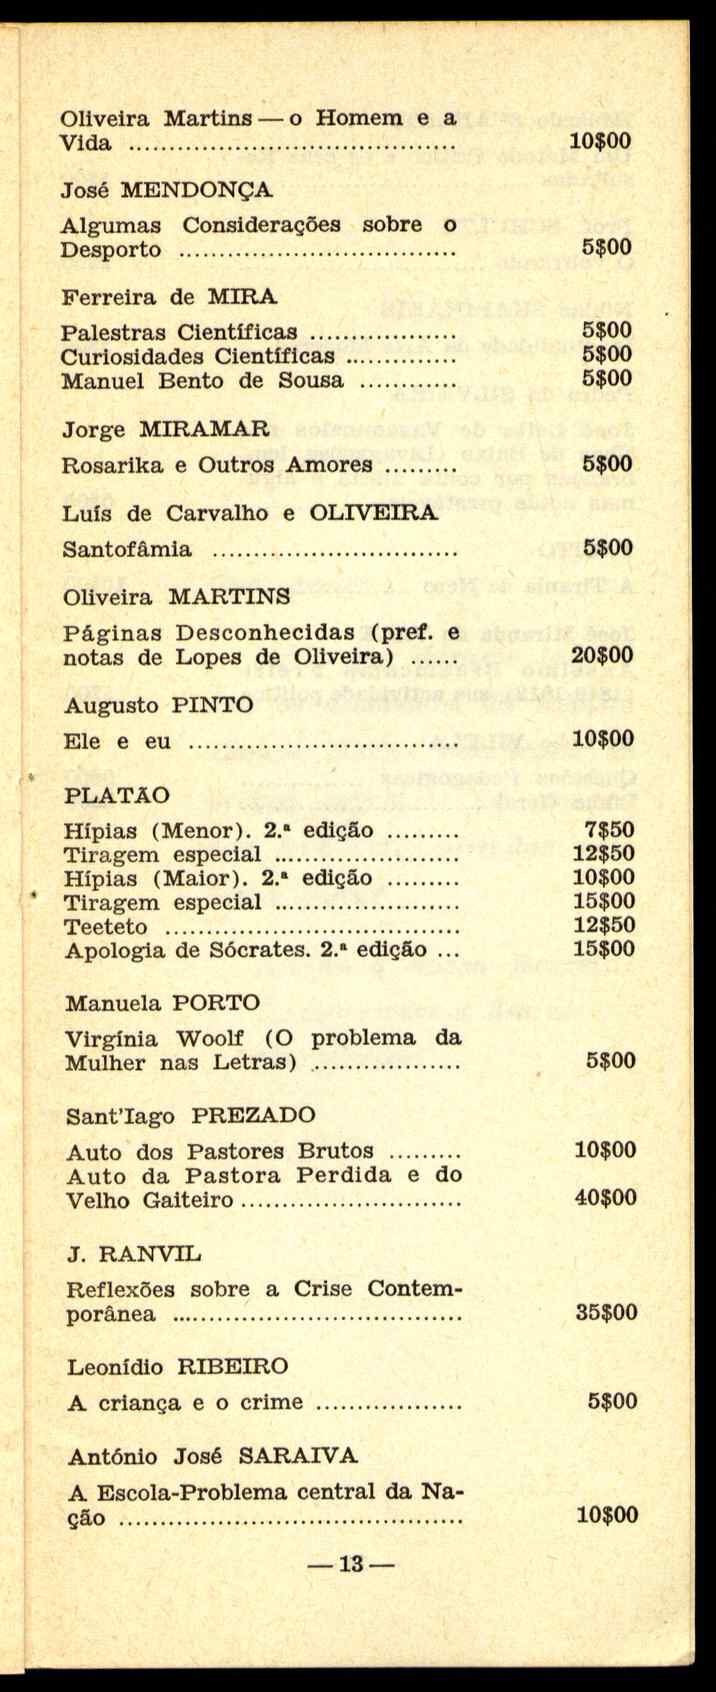 Oliveira Martins — o Homem e a
Vida ........................................ 10$00
José MENDONÇA
Algumas Considerações sobre o
Desporto .................................. 5$00
Ferreira de MIRA
Palestras Científicas .................. 5$00
Curiosidades Científicas .............. 5$00
Manuel Bento de Sousa ............ 5$00
Jorge MIRAMAR
Rosarika e Outros Amores ......... 5$00
Luís de Carvalho e OLIVEIRA
Santofâmia .............................. 5$00
Oliveira MARTINS
Páginas Desconhecidas (pref. e
notas de Lopes de Oliveira) ...... 20$00
Augusto PINTO
Ele e eu ................................. 10$00
PLATÃO
Hípias (Menor). 2.ª edição ......... 7$50
Tiragem especial ....................... 12$50
Hípias (Maior). 2.ª edição ......... 10$00
Tiragem especial ....................... 15$00
Teeteto .................................... 12$50
Apologia de Sócrates. 2.ª edição ... 15$00
Manuela PORTO
Virgínia Woolf (O problema da
Mulher nas Letras) .................. 5$00
Sant'Iago PREZADO
Auto dos Pastores Brutos ......... 10$00
Auto da Pastora Perdida e do
Velho Gaiteiro ........................... 40$00
J. RANVIL
Reflexões sobre a Crise Contem-
porânea ................................... 35$00
Leonídio RIBEIRO
A criança e o crime .................. 5$00
António José SARAIVA
A Escola-Problema central da Na-
ção .......................................... 10$00
— 13 —